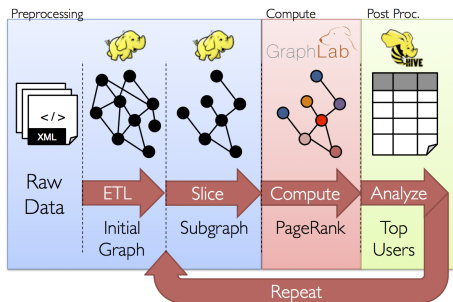 Preprocessing
Compute
Post Proc.
GraphLab
HIVE
</>
XML
Raw
Data
ETL
Slice
Compute
Analyze
Initial
Graph
Subgraph
PageRank
Top
Users
Repeat